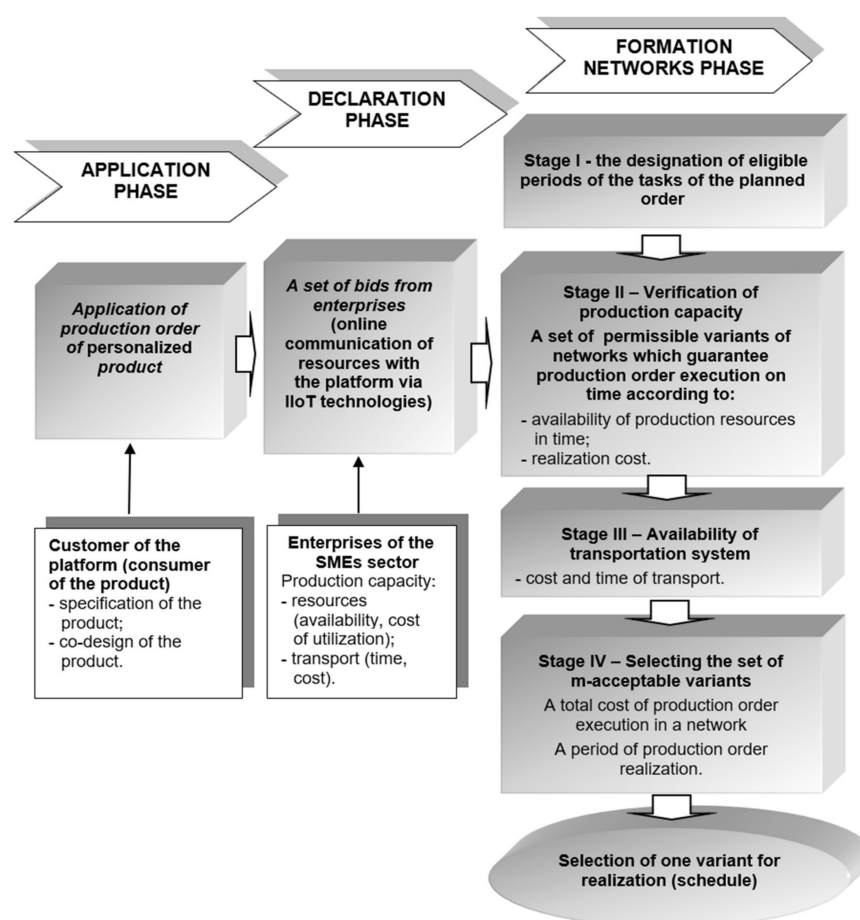 APPLICATION
PHASE
DECLARATION
PHASE
FORMATION
NETWORKS PHASE
Application of
production order
of personalized
product
Customer of the
platform (consumer
of the product)
- specification of the
product;
- co-design of the
product.
A set of bids from
enterprises
(online
communication of
resources with
the platform via
IIoT technologies)
Enterprises of the
SMEs sector
Production capacity:
- resources
(availability, cost
of utilization);
- transport (time,
cost).
Stage I - the designation of eligible
periods of the tasks of the planned
order
Stage II – Verification of
production capacity
A set of permissible variants of
networks which guarantee
production order execution on
time according to:
- availability of production resources
in time;
- realization cost.
Stage III – Availability of
transportation system
- cost and time of transport.
Stage IV – Selecting the set of
m-acceptable variants
A total cost of production order
execution in a network
A period of production order
realization.
Selection of one variant for
realization (schedule)